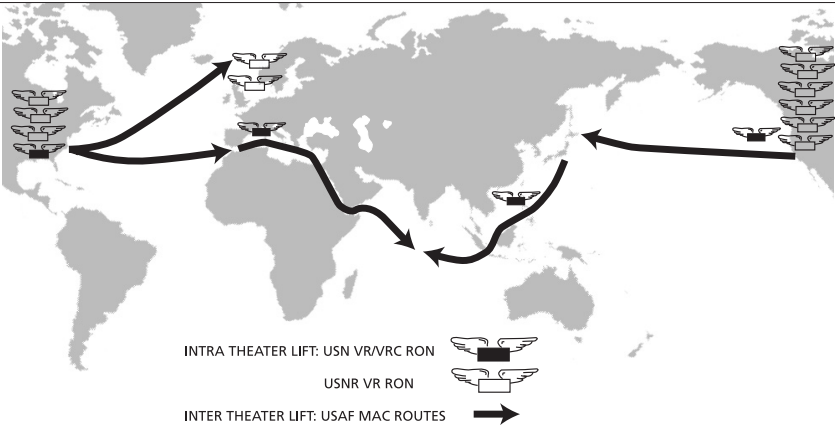 INTRA THEATER LIFT: USN VR/VRC RON
USNR VR RON
INTER THEATER LIFT: USAF MAC ROUTES